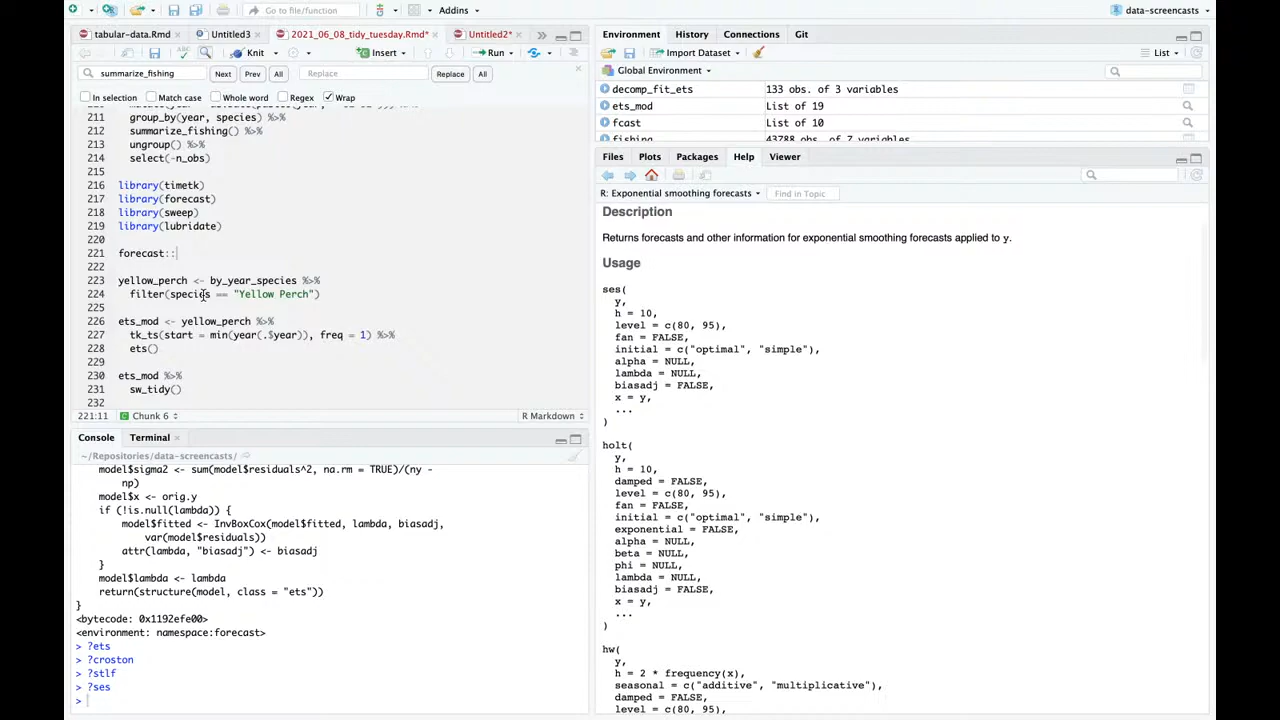 Go to file/function
Addins
data-screencasts
tabular-data.Rmd
Untitled3
2021_06_08_tidy_tuesday.Rmd*
Untitled2*
Knit
Insert
Run
summarize_fishing
Next
Prev
All
Replace
Replace
All
In selection
Match case
Whole word
Regex
Wrap
211 group_by(year, species) %>%
212 summarize_fishing() %>%
213 ungroup() %>%
214 select(-n_obs)
215
216 library(timetk)
217 library(forecast)
218 library(sweep)
219 library(lubridate)
220
221 forecast::
222
223 yellow_perch <- by_year_species %>%
224 filter(species == "Yellow Perch")
225
226 ets_mod <- yellow_perch %>%
227 tk_ts(start = min(year(.$year)), freq = 1) %>%
228 ets()
229
230 ets_mod %>%
231 sw_tidy()
232
221:11
Chunk 6
R Markdown
Console
Terminal
~/Repositories/data-screencasts/
model$sigma2 <- sum(model$residuals^2, na.rm = TRUE)/(ny -
np)
model$x <- orig.y
if (!is.null(lambda)) {
model$fitted <- InvBoxCox(model$fitted, lambda, biasadj,
var(model$residuals))
attr(lambda, "biasadj") <- biasadj
}
model$lambda <- lambda
return(structure(model, class = "ets"))
}
<bytecode: 0x1192efe00>
<environment: namespace:forecast>
> ?ets
> ?croston
> ?stlf
> ?ses
>
Environment
History
Connections
Git
Import Dataset
List
Global Environment
decomp_fit_ets 133 obs. of 3 variables
ets_mod List of 19
fcast List of 10
fishing 43788 obs. of 7 variables
Files
Plots
Packages
Help
Viewer
R: Exponential smoothing forecasts
Find in Topic
Description
Returns forecasts and other information for exponential smoothing forecasts applied to y.
Usage
ses(
y,
h = 10,
level = c(80, 95),
fan = FALSE,
initial = c("optimal", "simple"),
alpha = NULL,
lambda = NULL,
biasadj = FALSE,
x = y,
...
)
holt(
y,
h = 10,
damped = FALSE,
level = c(80, 95),
fan = FALSE,
initial = c("optimal", "simple"),
exponential = FALSE,
alpha = NULL,
beta = NULL,
phi = NULL,
lambda = NULL,
biasadj = FALSE,
x = y,
...
)
hw(
y,
h = 2 * frequency(x),
seasonal = c("additive", "multiplicative"),
damped = FALSE,
level = c(80, 95),